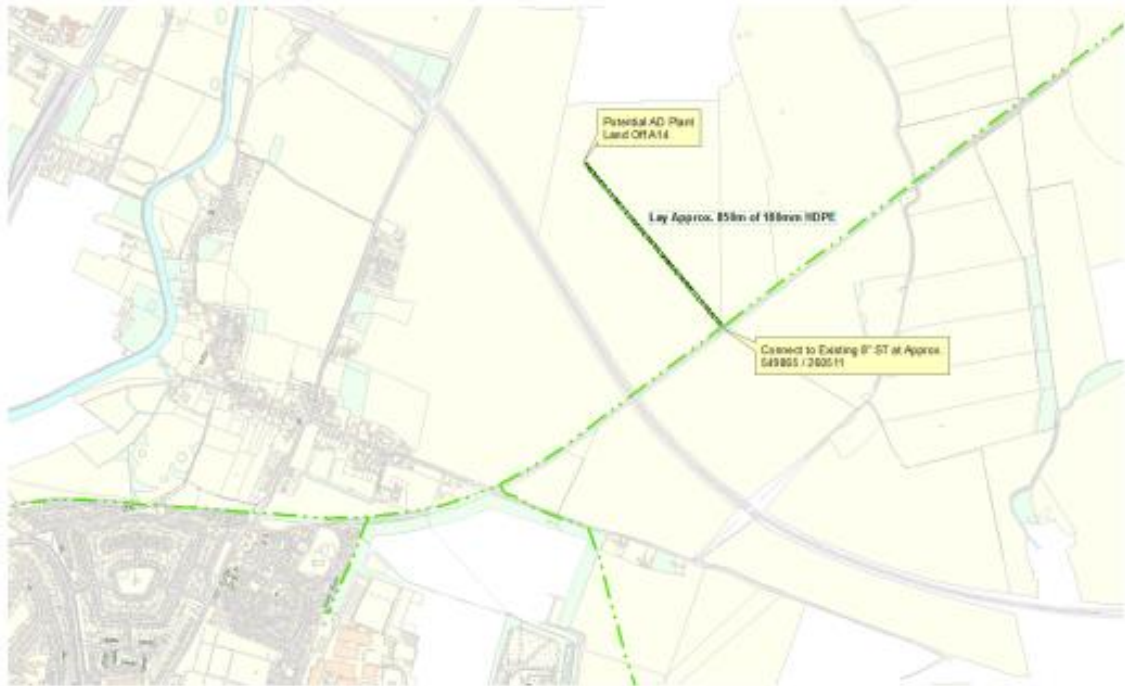 Potential AD Plant
Land Off A14
Lay Approx. 850m of 180mm HDPE
Connect to Existing 8" ST at Approx.
549865 / 260511